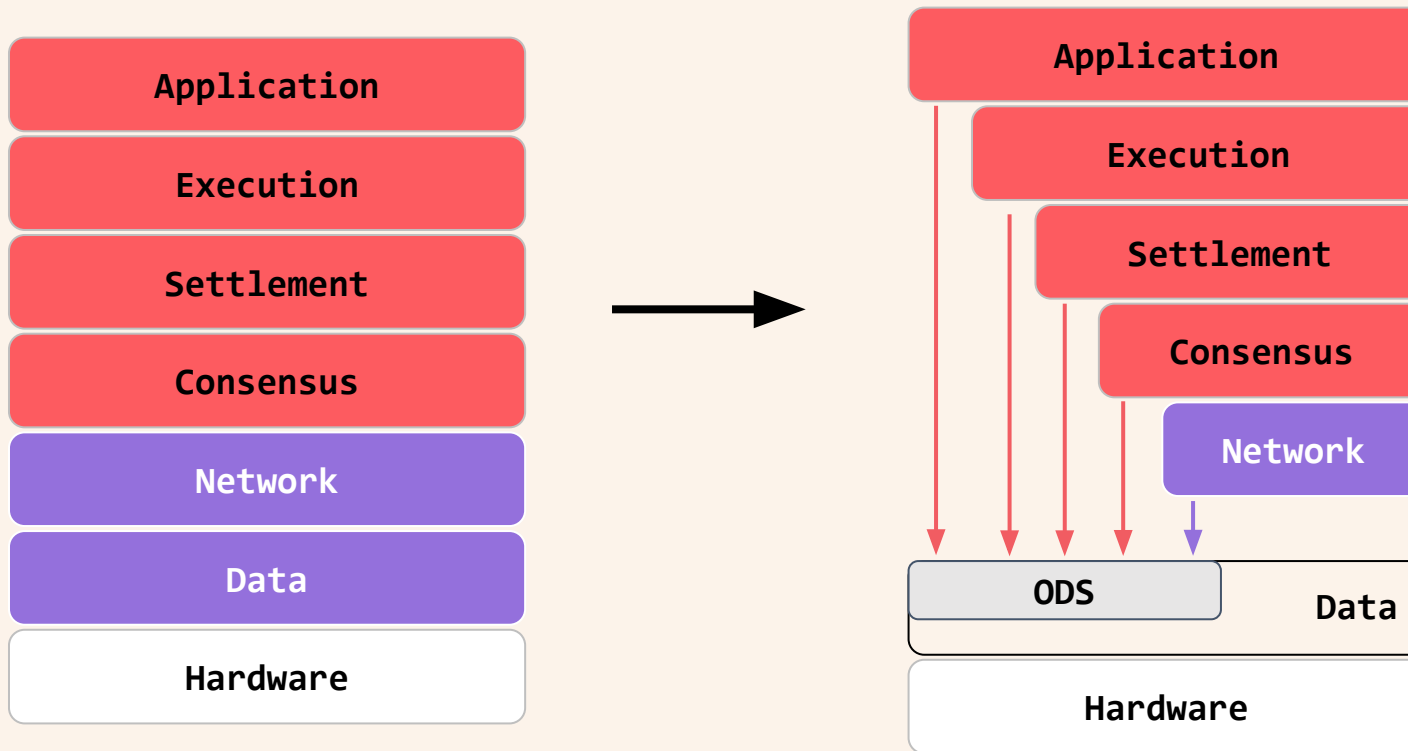 Application
Execution
Settlement
Consensus
Network
Data
Hardware
Application
Execution
Settlement
Consensus
Network
ODS
Data
Hardware